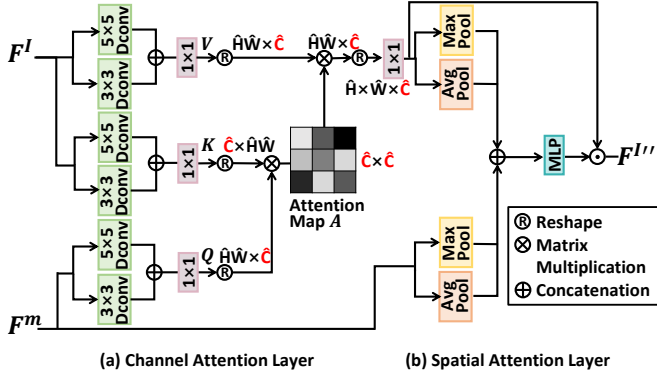 F^I
5×5
Dconv
3×3
Dconv
1×1
V
R
ĤŴ×Ĉ
ĤŴ×Ĉ
R
1×1
Ĥ×Ŵ×Ĉ
Max
Pool
Avg
Pool
5×5
Dconv
3×3
Dconv
1×1
K
R
Ĉ×ĤŴ
Ĉ×Ĉ
Attention
Map A
MLP
F^{I''}
5×5
Dconv
3×3
Dconv
1×1
Q
R
ĤŴ×Ĉ
F^m
Max
Pool
Avg
Pool
R Reshape
⊗ Matrix
Multiplication
⊕ Concatenation
(a) Channel Attention Layer
(b) Spatial Attention Layer